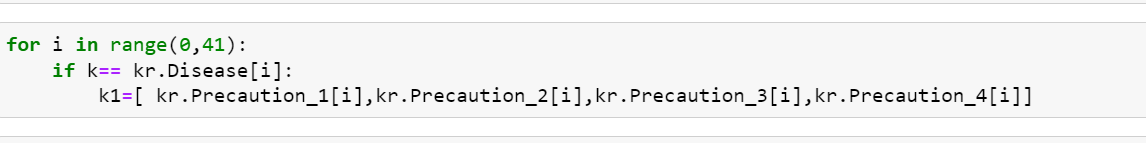 for i in range(0,41):
    if k== kr.Disease[i]:
        k1=[ kr.Precaution_1[i],kr.Precaution_2[i],kr.Precaution_3[i],kr.Precaution_4[i]]